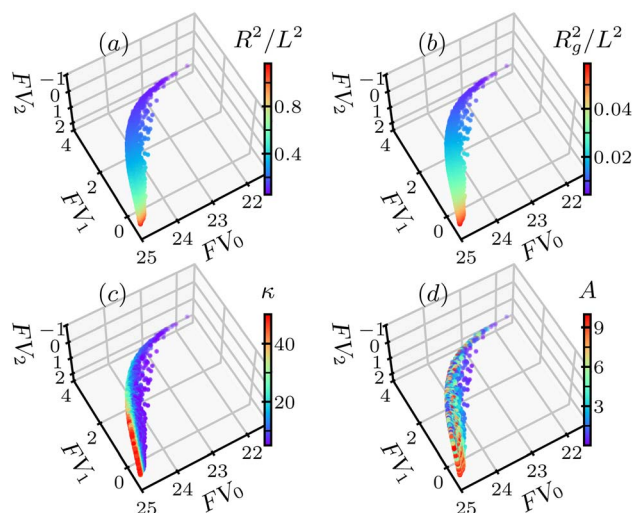 (a) R²/L²
0.8
0.4
FV₂ −1 0 1 2
FV₁ 4 2 0
FV₀ 25 24 23 22
(b) R_g²/L²
0.04
0.02
FV₂ −1 0 1 2
FV₁ 4 2 0
FV₀ 25 24 23 22
(c) κ
40
20
FV₂ −1 0 1 2
FV₁ 4 2 0
FV₀ 25 24 23 22
(d) A
9
6
3
FV₂ −1 0 1 2
FV₁ 4 2 0
FV₀ 25 24 23 22